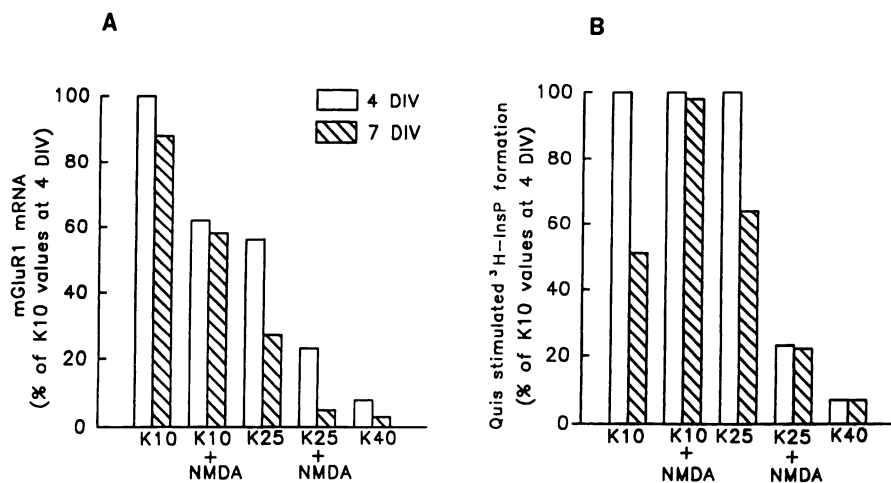 A
mGluR1 mRNA
(% of K10 values at 4 DIV)
100
80
60
40
20
0
4 DIV
7 DIV
K10
K10
+
NMDA
K25
K25
+
NMDA
K40
B
Quis stimulated ³H-InsP formation
(% of K10 values at 4 DIV)
100
80
60
40
20
0
K10
K10
+
NMDA
K25
K25
+
NMDA
K40